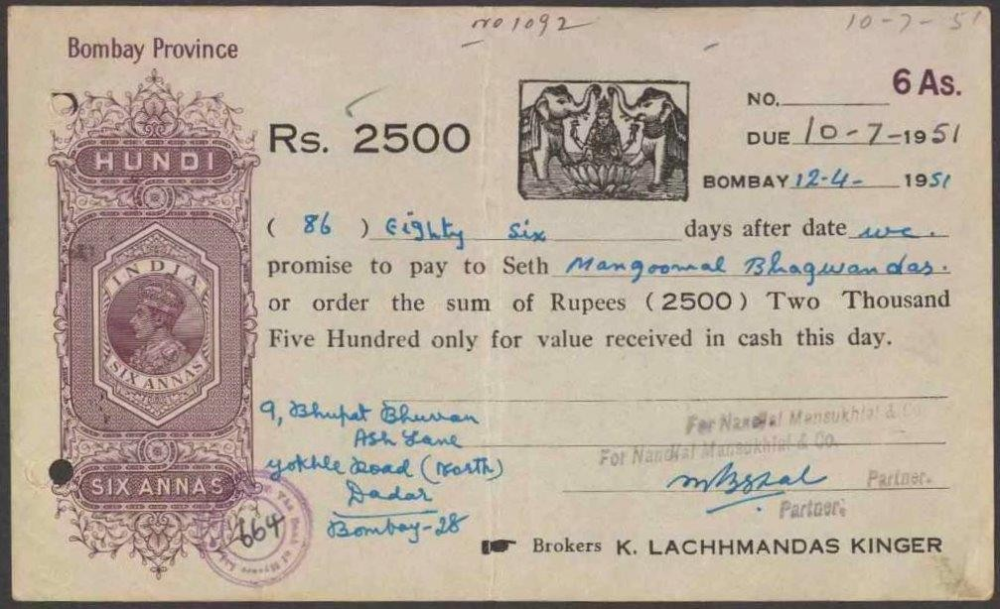 no 1092
10-7-51
Bombay Province
6 As.
HUNDI
Rs. 2500
NO.
DUE 10-7-1951
BOMBAY 12-4- 1951
( 86 ) Eighty Six days after date we.
INDIA
promise to pay to Seth Mangoomal Bhagwandas.
or order the sum of Rupees (2500) Two Thousand
Five Hundred only for value received in cash this day.
SIX ANNAS
9, Bhupat Bhuvan
Ash Lane
Gokhle Road (North)
Dadar
Bombay-28
For Nandlal Mansukhlal & Co.
For Nandlal Mansukhlal & Co.
Partner.
Partner.
SIX ANNAS
The Bank of Mysore
664
Brokers K. LACHHMANDAS KINGER